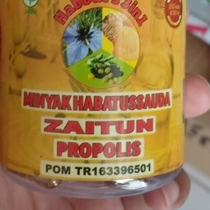 MINYAK HABATUSSAUDA
ZAITUN
PROPOLIS
POM TR163396501